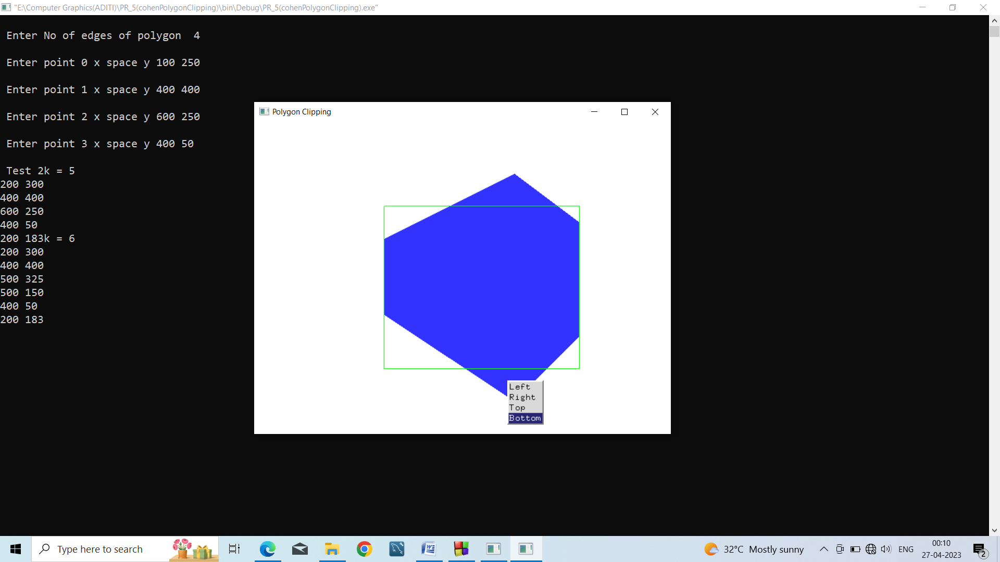 "E:\Computer Graphics(ADITI)\PR_5(cohenPolygonClipping)\bin\Debug\PR_5(cohenPolygonClipping).exe"
Enter No of edges of polygon  4
Enter point 0 x space y 100 250
Enter point 1 x space y 400 400
Enter point 2 x space y 600 250
Enter point 3 x space y 400 50
Test 2k = 5
200 300
400 400
600 250
400 50
200 183k = 6
200 300
400 400
500 325
500 150
400 50
200 183
Polygon Clipping
Left
Right
Top
Bottom
Type here to search
32°C  Mostly sunny
ENG
00:10
27-04-2023
2